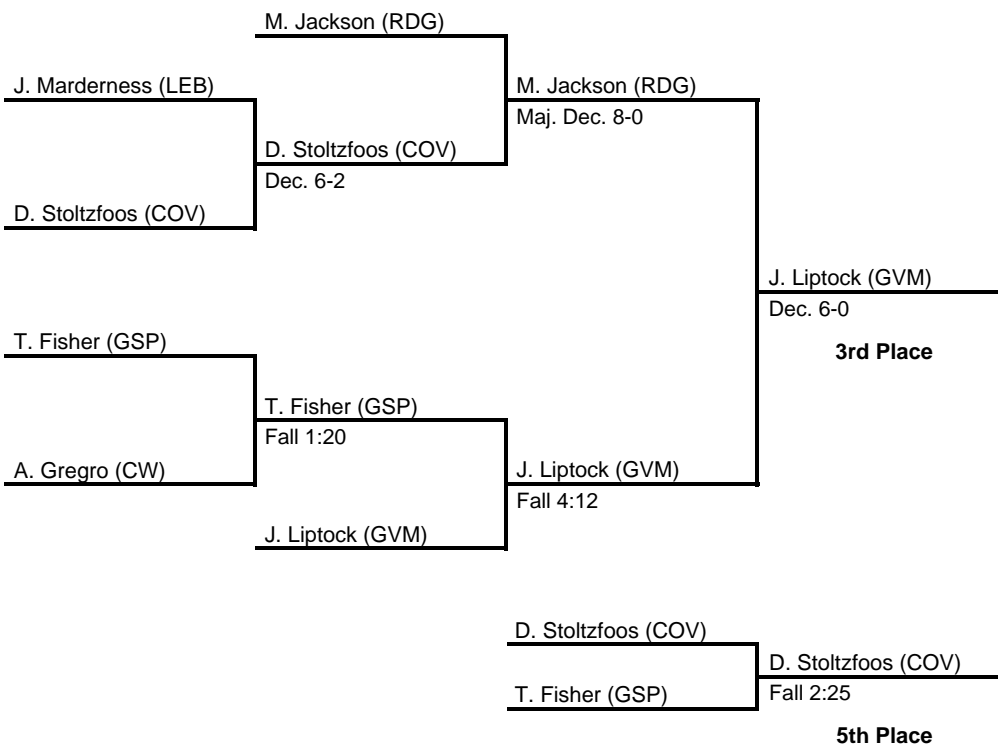 M. Jackson (RDG)
J. Marderness (LEB)
M. Jackson (RDG)
Maj. Dec. 8-0
D. Stoltzfoos (COV)
Dec. 6-2
D. Stoltzfoos (COV)
J. Liptock (GVM)
Dec. 6-0
3rd Place
T. Fisher (GSP)
T. Fisher (GSP)
Fall 1:20
A. Gregro (CW)
J. Liptock (GVM)
Fall 4:12
J. Liptock (GVM)
D. Stoltzfoos (COV)
D. Stoltzfoos (COV)
Fall 2:25
T. Fisher (GSP)
5th Place